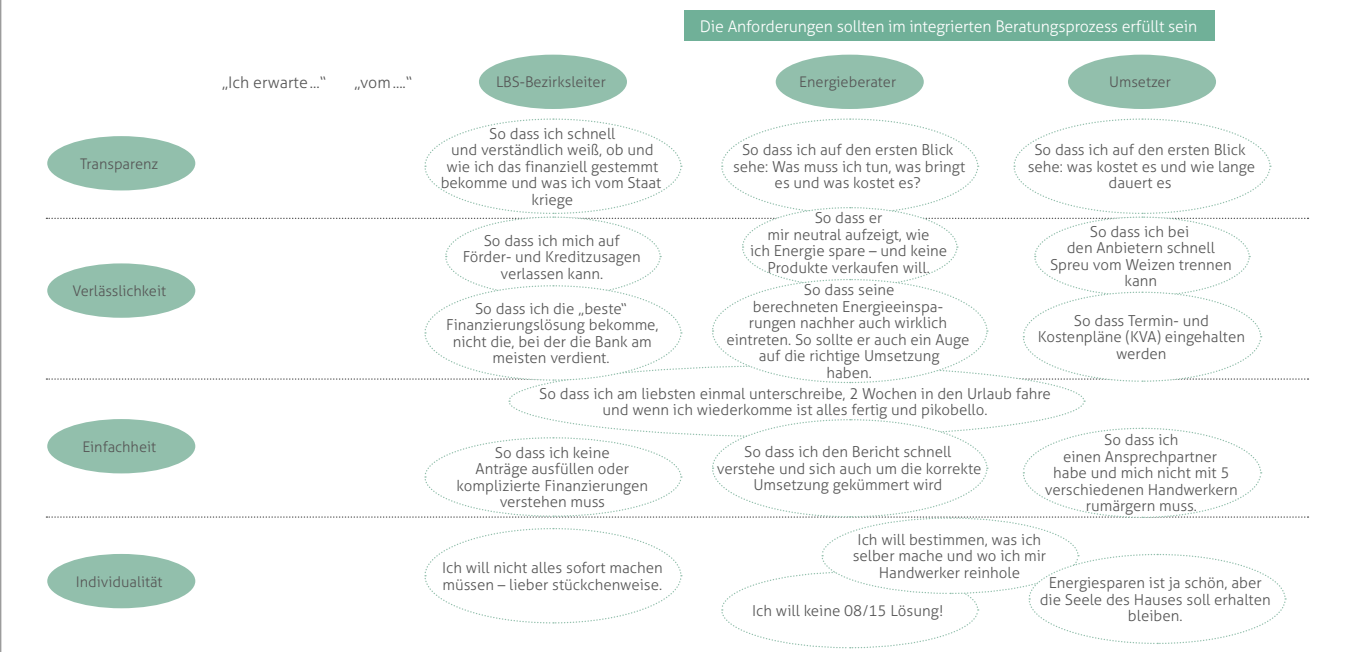 Die Anforderungen sollten im integrierten Beratungsprozess erfüllt sein
„Ich erwarte ...“ „vom ....“
LBS-Bezirksleiter
Energieberater
Umsetzer
Transparenz
So dass ich schnell
und verständlich weiß, ob und
wie ich das finanziell gestemmt
bekomme und was ich vom Staat
kriege
So dass ich auf den ersten Blick
sehe: Was muss ich tun, was bringt
es und was kostet es?
So dass ich auf den ersten Blick
sehe: was kostet es und wie lange
dauert es
Verlässlichkeit
So dass ich mich auf
Förder- und Kreditzusagen
verlassen kann.
So dass er
mir neutral aufzeigt, wie
ich Energie spare – und keine
Produkte verkaufen will.
So dass ich bei
den Anbietern schnell
Spreu vom Weizen trennen
kann
So dass ich die „beste“
Finanzierungslösung bekomme,
nicht die, bei der die Bank am
meisten verdient.
So dass seine
berechneten Energieeinspa-
rungen nachher auch wirklich
eintreten. So sollte er auch ein Auge
auf die richtige Umsetzung
haben.
So dass Termin- und
Kostenpläne (KVA) eingehalten
werden
Einfachheit
So dass ich am liebsten einmal unterschreibe, 2 Wochen in den Urlaub fahre
und wenn ich wiederkomme ist alles fertig und pikobello.
So dass ich keine
Anträge ausfüllen oder
komplizierte Finanzierungen
verstehen muss
So dass ich den Bericht schnell
verstehe und sich auch um die korrekte
Umsetzung gekümmert wird
So dass ich
einen Ansprechpartner
habe und mich nicht mit 5
verschiedenen Handwerkern
rumärgern muss.
Individualität
Ich will nicht alles sofort machen
müssen – lieber stückchenweise.
Ich will bestimmen, was ich
selber mache und wo ich mir
Handwerker reinhole
Ich will keine 08/15 Lösung!
Energiesparen ist ja schön, aber
die Seele des Hauses soll erhalten
bleiben.